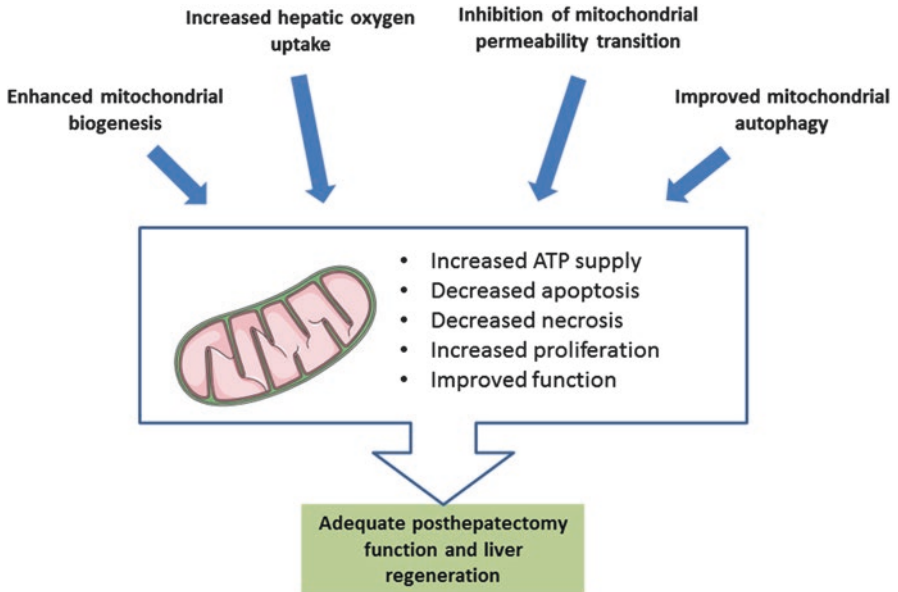 Increased hepatic oxygen
uptake
Inhibition of mitochondrial
permeability transition
Enhanced mitochondrial
biogenesis
Improved mitochondrial
autophagy
• Increased ATP supply
• Decreased apoptosis
• Decreased necrosis
• Increased proliferation
• Improved function
Adequate posthepatectomy
function and liver
regeneration